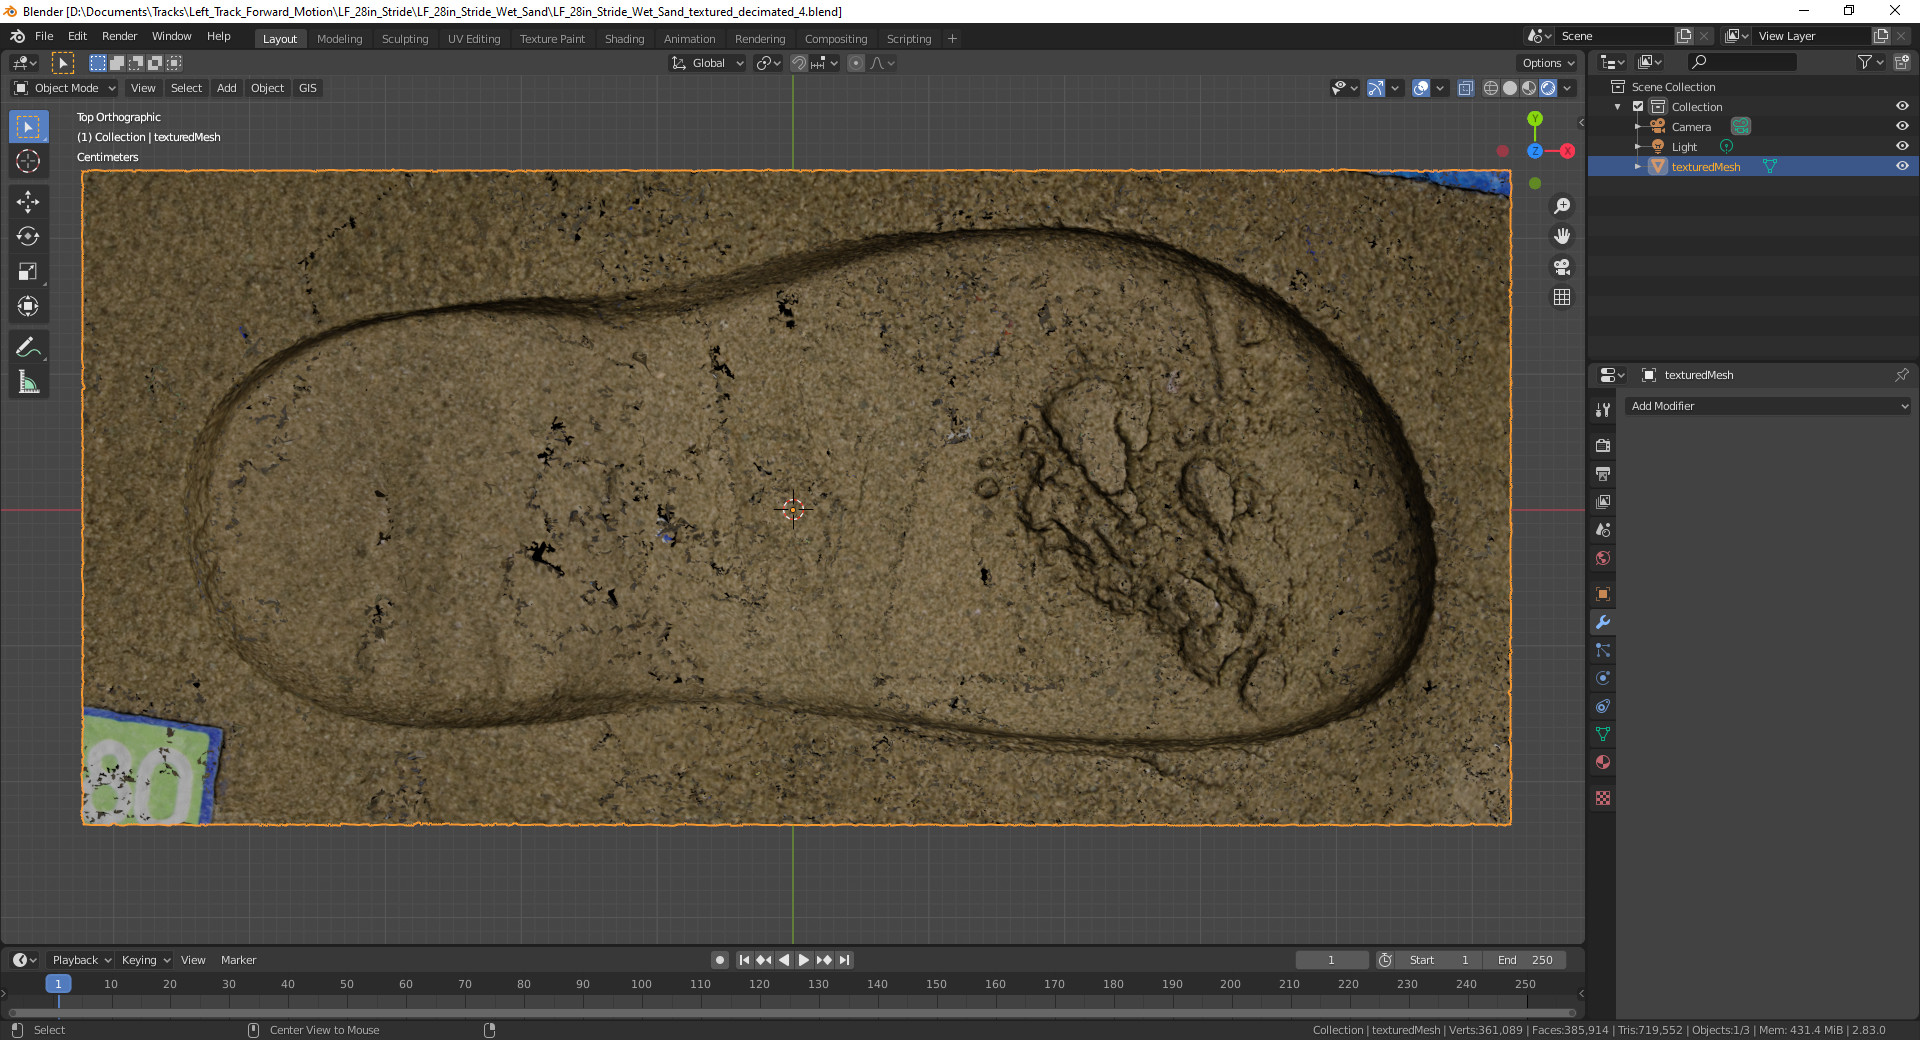 Blender [D:\Documents\Tracks\Left_Track_Forward_Motion\LF_28in_Stride\LF_28in_Stride_Wet_Sand\LF_28in_Stride_Wet_Sand_textured_decimated_4.blend]
File Edit Render Window Help Layout Modeling Sculpting UV Editing Texture Paint Shading Animation Rendering Compositing Scripting + Scene View Layer
Global Options
Object Mode View Select Add Object GIS
Scene Collection
Collection
Camera
Light
texturedMesh
Top Orthographic
(1) Collection | texturedMesh
Centimeters
Y
Z X
texturedMesh
Add Modifier
80
Playback Keying View Marker 1 Start 1 End 250
1 10 20 30 40 50 60 70 80 90 100 110 120 130 140 150 160 170 180 190 200 210 220 230 240 250
Select Center View to Mouse Collection | texturedMesh | Verts:361,089 | Faces:385,914 | Tris:719,552 | Objects:1/3 | Mem: 431.4 MiB | 2.83.0